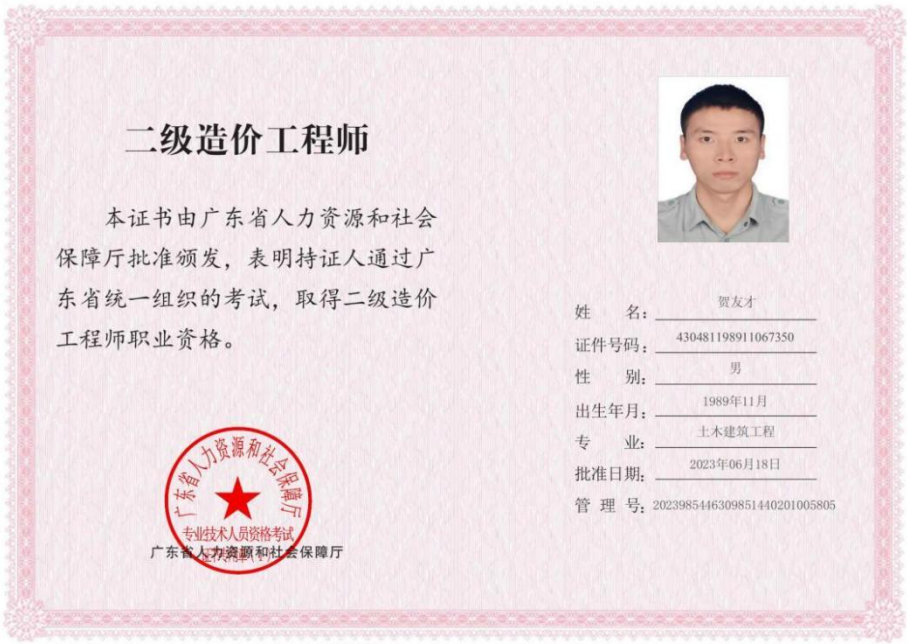 二级造价工程师
本证书由广东省人力资源和社会
保障厅批准颁发，表明持证人通过广
东省统一组织的考试，取得二级造价
工程师职业资格。
姓 名：贺友才
证件号码：430481198911067350
性 别：男
出生年月：1989年11月
专 业：土木建筑工程
批准日期：2023年06月18日
管 理 号：2023985446309851440201005805
广东省人力资源和社会保障厅
专业技术人员资格考试
广东省人力资源和社会保障厅